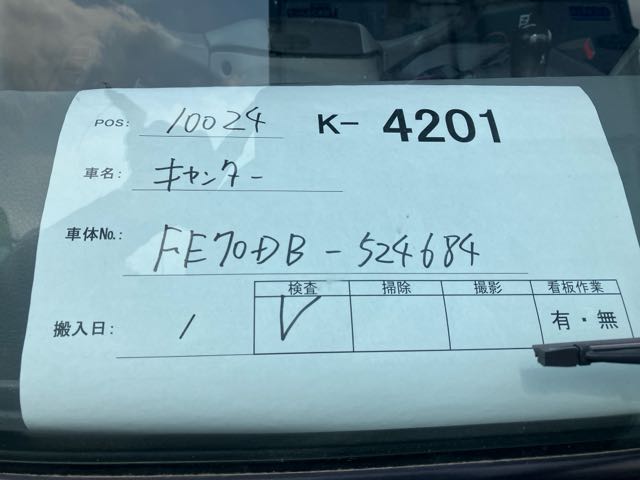 POS: 10024 K- 4201
車名: キャンター
車体No.: FE70DB-524684
検査 掃除 撮影 看板作業
搬入日: / ✓ 有・無